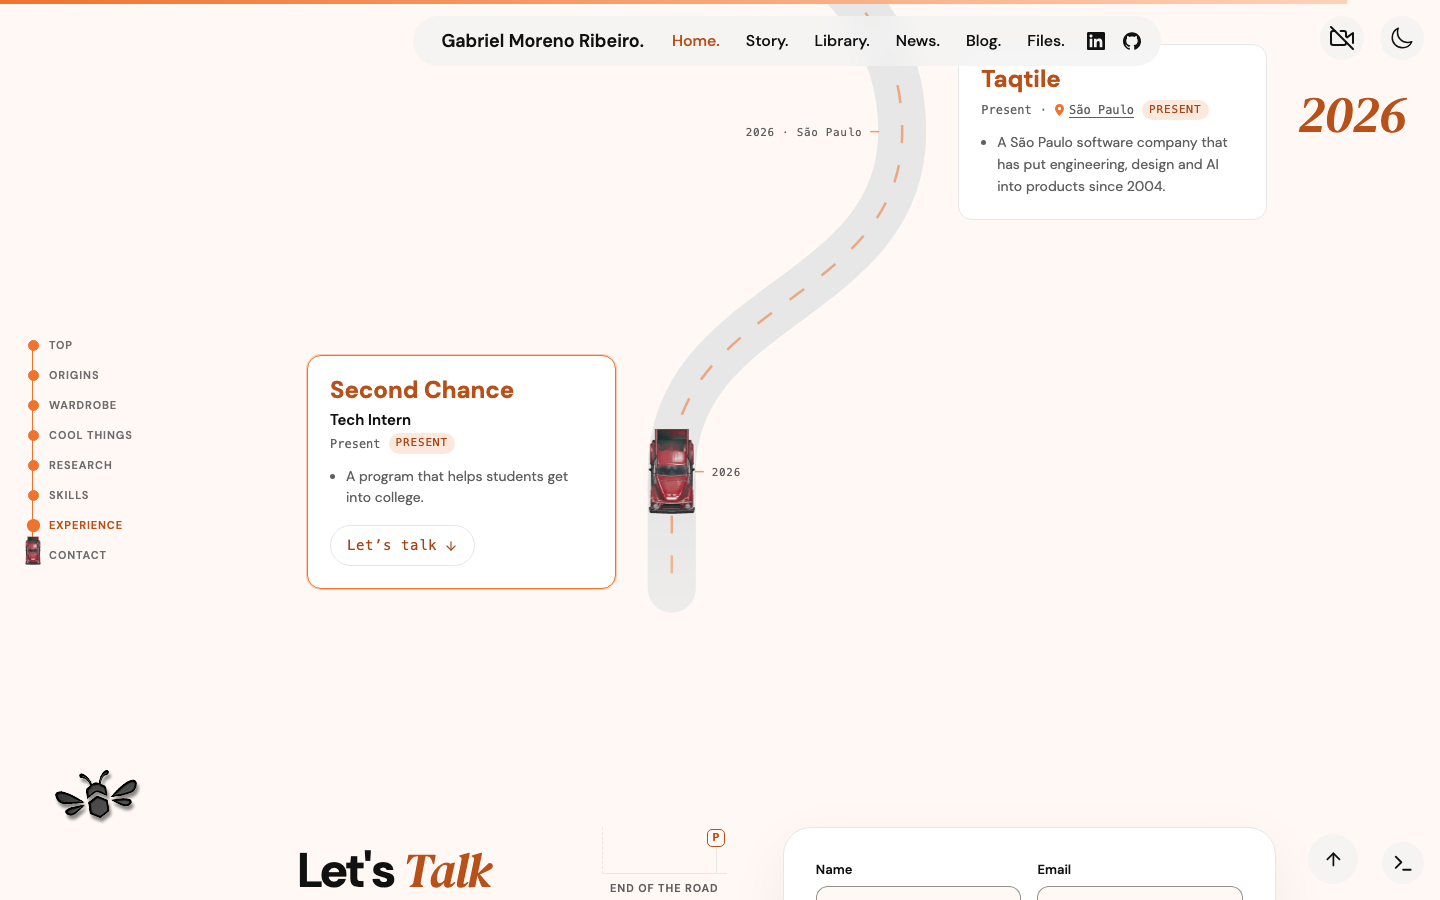 Gabriel Moreno Ribeiro. Home. Story. Library. News. Blog. Files.
Taqtile
Present · São Paulo PRESENT
A São Paulo software company that
has put engineering, design and AI
into products since 2004.
2026
2026 · São Paulo
TOP
ORIGINS
WARDROBE
COOL THINGS
RESEARCH
SKILLS
EXPERIENCE
CONTACT
Second Chance
Tech Intern
Present PRESENT
A program that helps students get
into college.
Let’s talk ↓
2026
Let's Talk
P
END OF THE ROAD
Name
Email